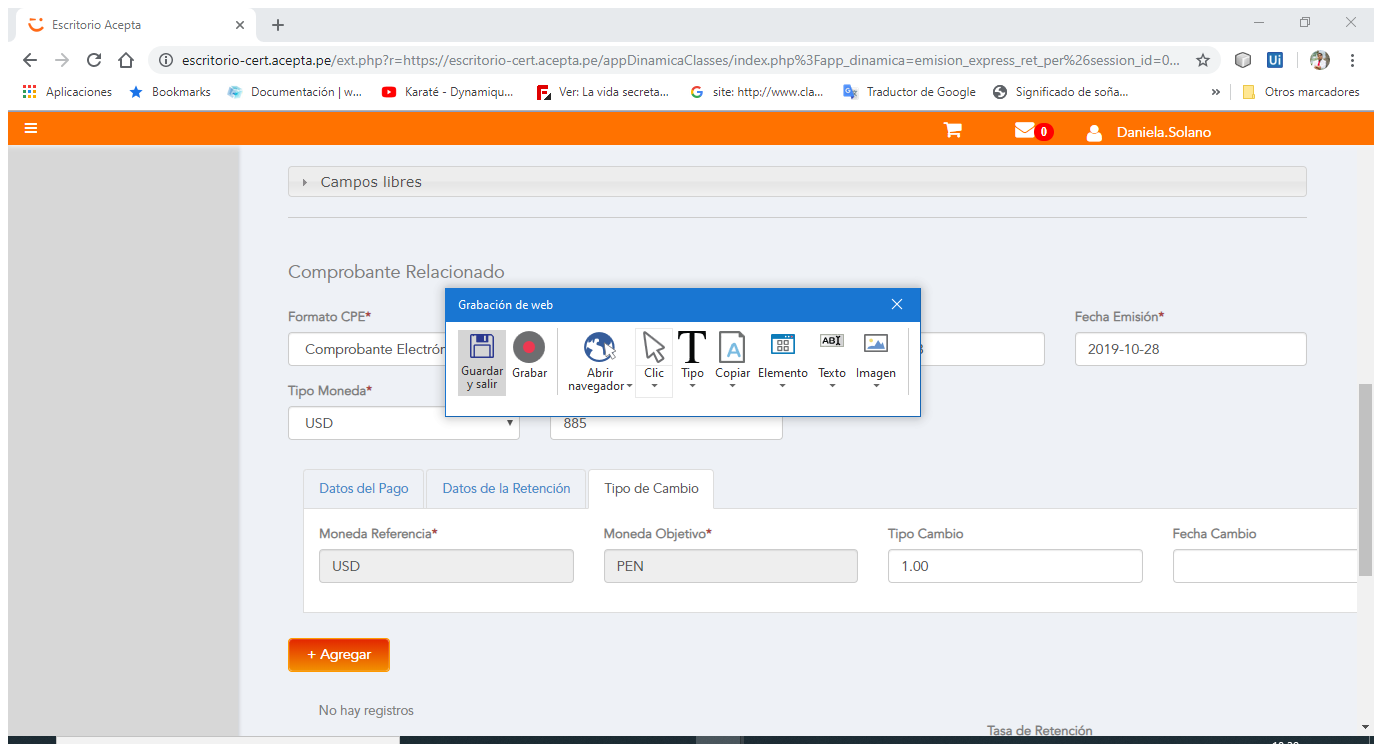 Escritorio Acepta
escritorio-cert.acepta.pe/ext.php?r=https://escritorio-cert.acepta.pe/appDinamicaClasses/index.php%3Fapp_dinamica=emision_express_ret_per%26session_id=0...
Ui
Aplicaciones Bookmarks Documentación | w... Karaté - Dynamiqu... Ver: La vida secreta... site: http://www.cla... Traductor de Google Significado de soña... » Otros marcadores
0 Daniela.Solano
Campos libres
Comprobante Relacionado
Grabación de web
Formato CPE* Fecha Emisión*
Comprobante Electrón 2019-10-28
Guardar y salir Grabar Abrir navegador Clic Tipo Copiar Elemento Texto Imagen
Tipo Moneda*
USD 885
Datos del Pago Datos de la Retención Tipo de Cambio
Moneda Referencia* Moneda Objetivo* Tipo Cambio Fecha Cambio
USD PEN 1.00
+ Agregar
No hay registros
Tasa de Retención